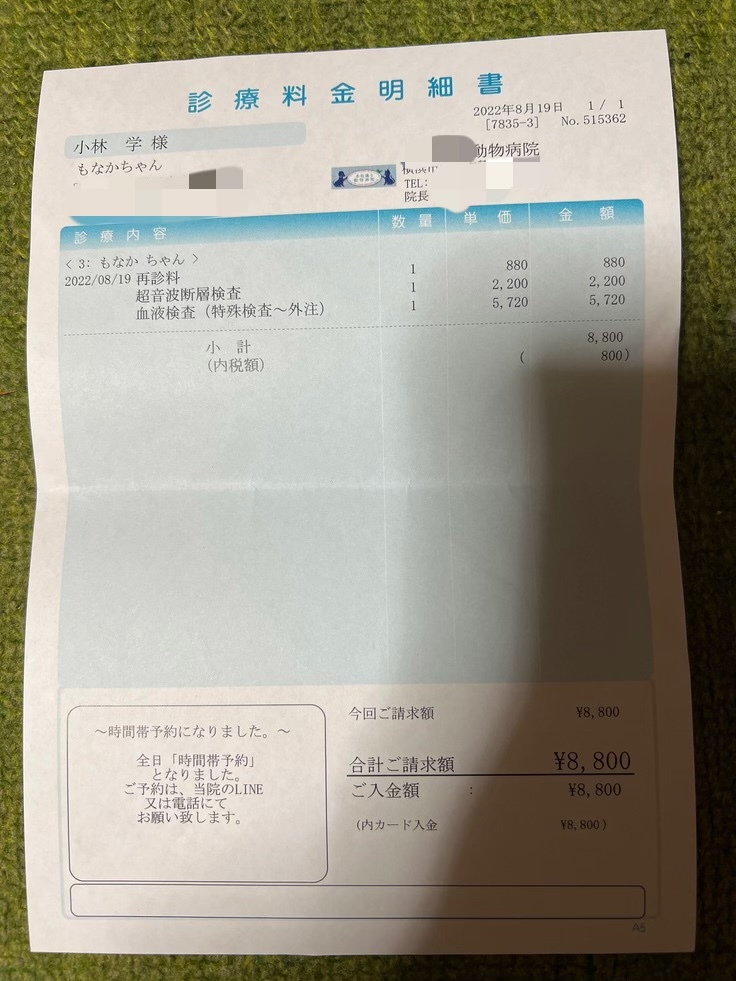 診療料金明細書
2022年8月19日 1/ 1
[7835-3] No.515362
小林 学 様
もなかちゃん
動物病院
TEL:
院長
診療内容 数量 単価 金額
< 3: もなか ちゃん >
2022/08/19 再診料 1 880 880
超音波断層検査 1 2,200 2,200
血液検査(特殊検査~外注) 1 5,720 5,720
小 計 8,800
(内税額) ( 800)
~時間帯予約になりました。~
全日「時間帯予約」
となりました。
ご予約は、当院のLINE
又は電話にて
お願い致します。
今回ご請求額 ¥8,800
合計ご請求額 ¥8,800
ご入金額 : ¥8,800
(内カード入金 ¥8,800)
A5